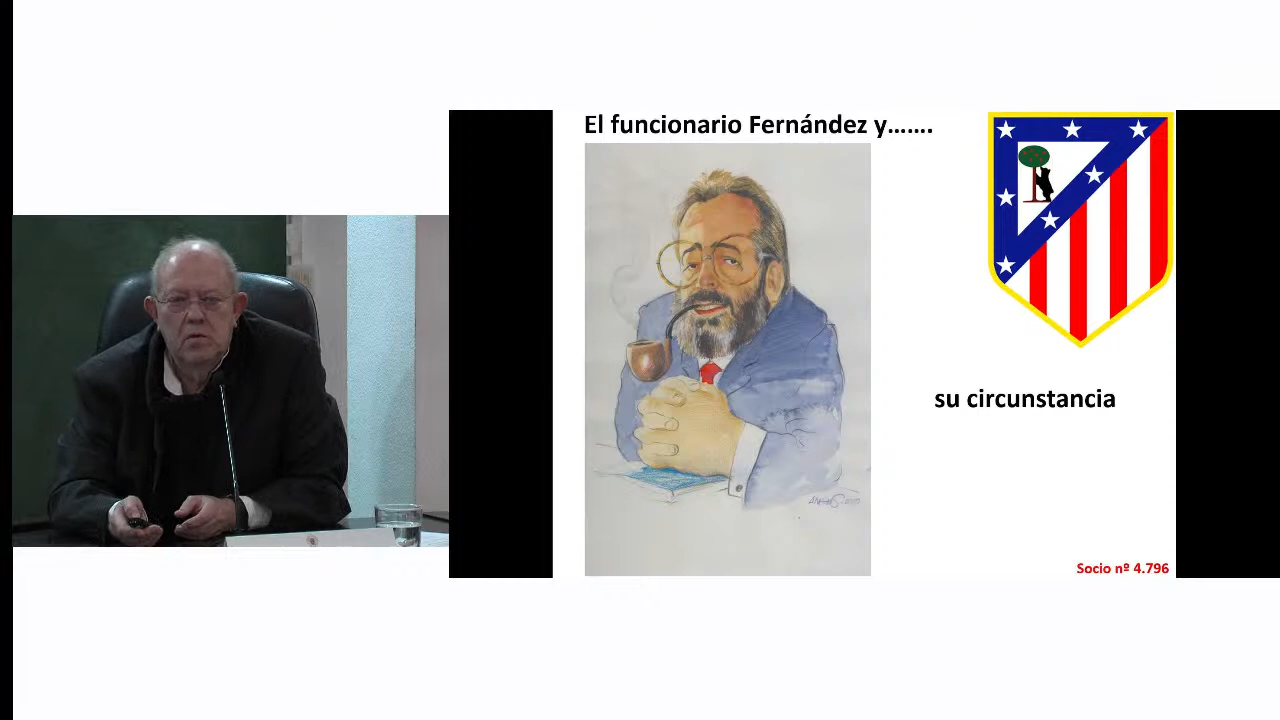 El funcionario Fernández y…….
su circunstancia
Socio nº 4.796